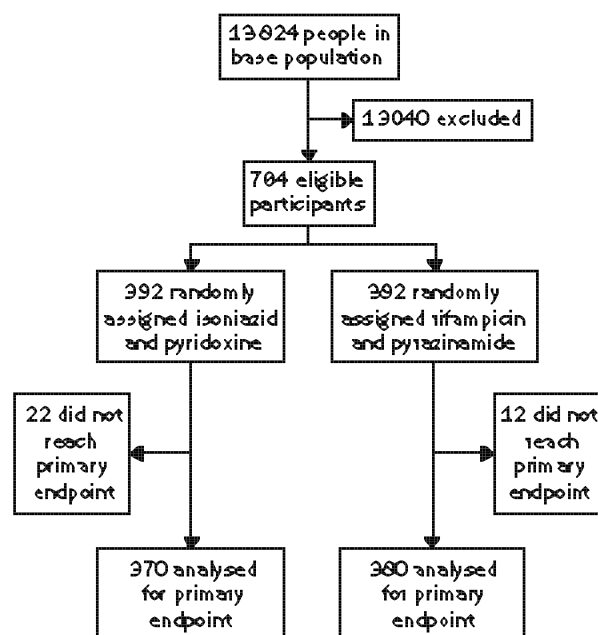 13824 people in
base population
13040 excluded
784 eligible
participants
392 randomly
assigned isoniazid
and pyridoxine
392 randomly
assigned rifampicin
and pyrazinamide
22 did not
reach
primary
endpoint
12 did not
reach
primary
endpoint
370 analysed
for primary
endpoint
380 analysed
for primary
endpoint